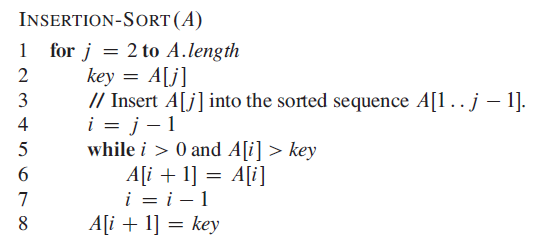 INSERTION-SORT(A)
1 for j = 2 to A.length
2 key = A[j]
3 // Insert A[j] into the sorted sequence A[1 . . j − 1].
4 i = j − 1
5 while i > 0 and A[i] > key
6 A[i + 1] = A[i]
7 i = i − 1
8 A[i + 1] = key